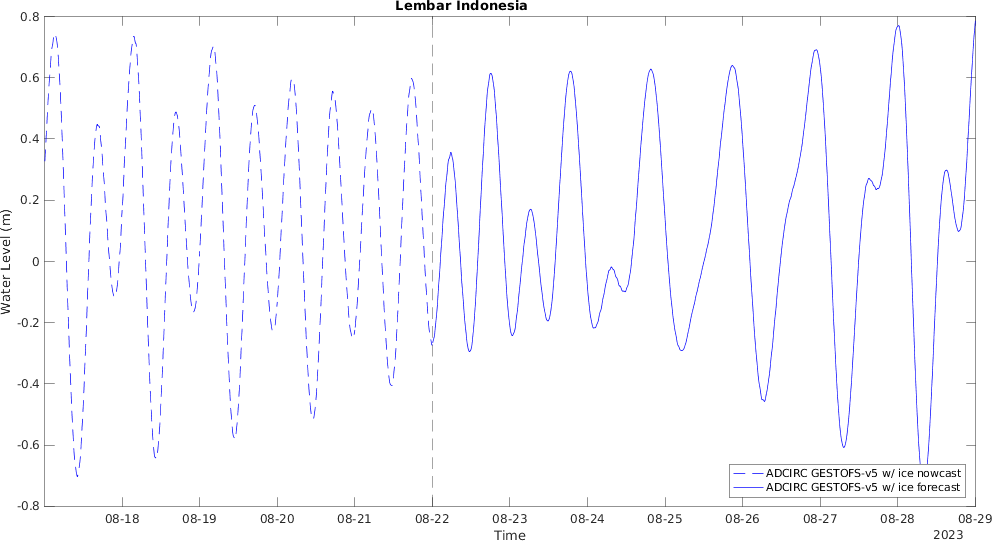 Lembar Indonesia
0.8
0.6
0.4
0.2
0
-0.2
-0.4
-0.6
-0.8
Water Level (m)
ADCIRC GESTOFS-v5 w/ ice nowcast
ADCIRC GESTOFS-v5 w/ ice forecast
08-18 08-19 08-20 08-21 08-22 08-23 08-24 08-25 08-26 08-27 08-28 08-29
Time
2023